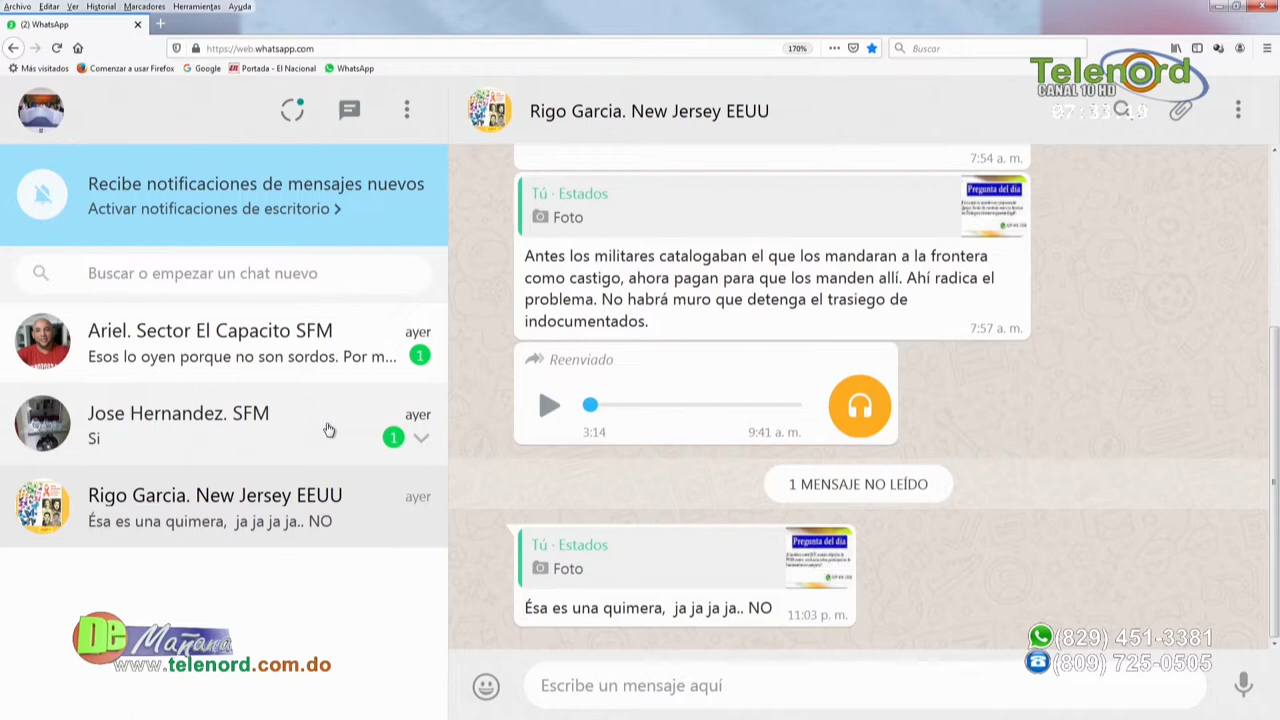 Archivo Editar Ver Historial Marcadores Herramientas Ayuda
(2) WhatsApp
https://web.whatsapp.com
170%
Buscar
Más visitados Comenzar a usar Firefox Google Portada - El Nacional WhatsApp
Telenord
CANAL 10 HD
07:33:19
Rigo Garcia. New Jersey EEUU
Recibe notificaciones de mensajes nuevos
Activar notificaciones de escritorio
Buscar o empezar un chat nuevo
Ariel. Sector El Capacito SFM
ayer
Esos lo oyen porque no son sordos. Por m...
1
Jose Hernandez. SFM
ayer
Si
1
Rigo Garcia. New Jersey EEUU
ayer
Ésa es una quimera, ja ja ja ja.. NO
7:54 a. m.
Tú · Estados
Foto
Pregunta del dia
Antes los militares catalogaban el que los mandaran a la frontera
como castigo, ahora pagan para que los manden allí. Ahí radica el
problema. No habrá muro que detenga el trasiego de
indocumentados.
7:57 a. m.
Reenviado
3:14
9:41 a. m.
1 MENSAJE NO LEÍDO
Tú · Estados
Foto
Pregunta del dia
Ésa es una quimera, ja ja ja ja.. NO
11:03 p. m.
Escribe un mensaje aquí
De Mañana
www.telenord.com.do
(829) 451-3381
(809) 725-0505